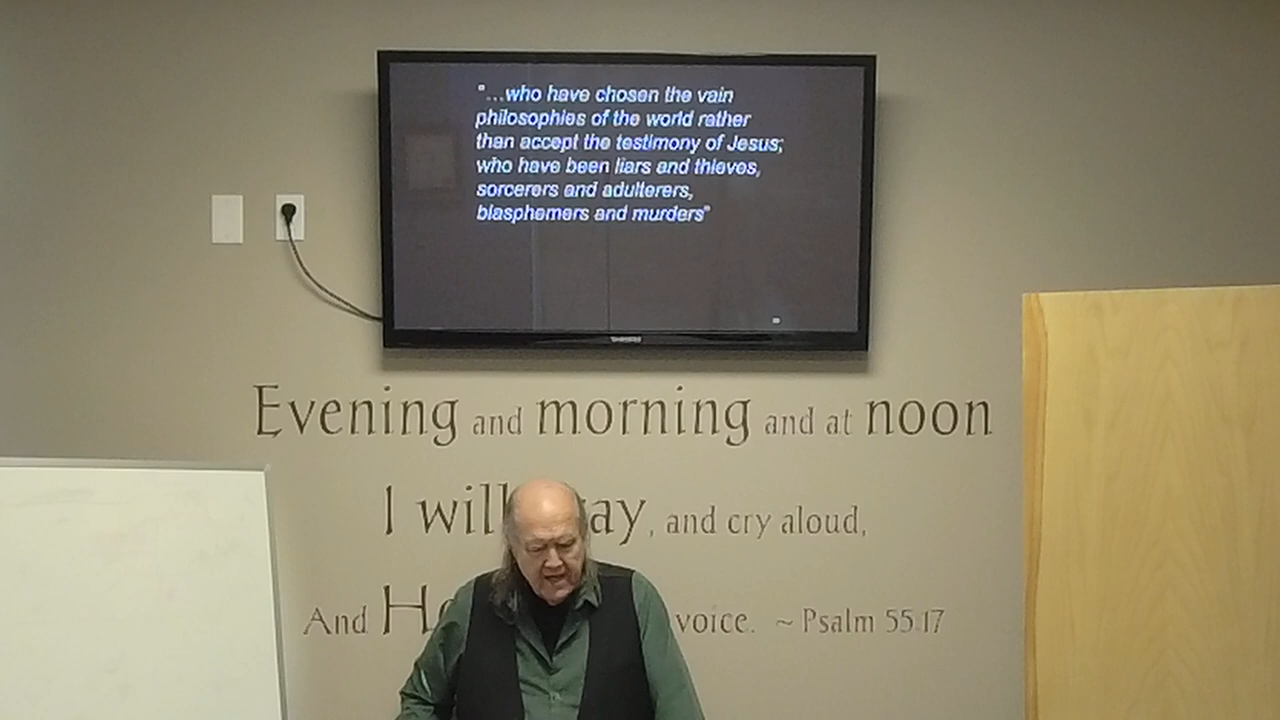 "...who have chosen the vain
philosophies of the world rather
than accept the testimony of Jesus;
who have been liars and thieves,
sorcerers and adulterers,
blasphemers and murders"
Evening and morning and at noon
I will ay, and cry aloud,
And voice. ~ Psalm 55:17